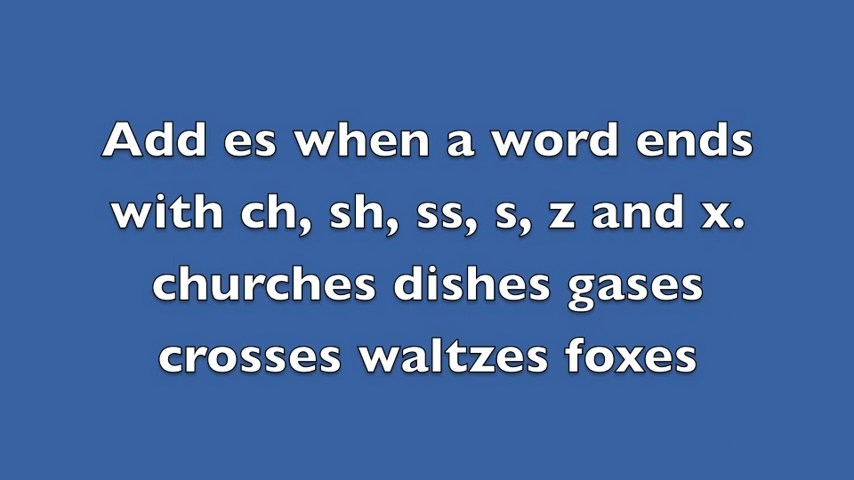 Add es when a word ends
with ch, sh, ss, s, z and x.
churches dishes gases
crosses waltzes foxes